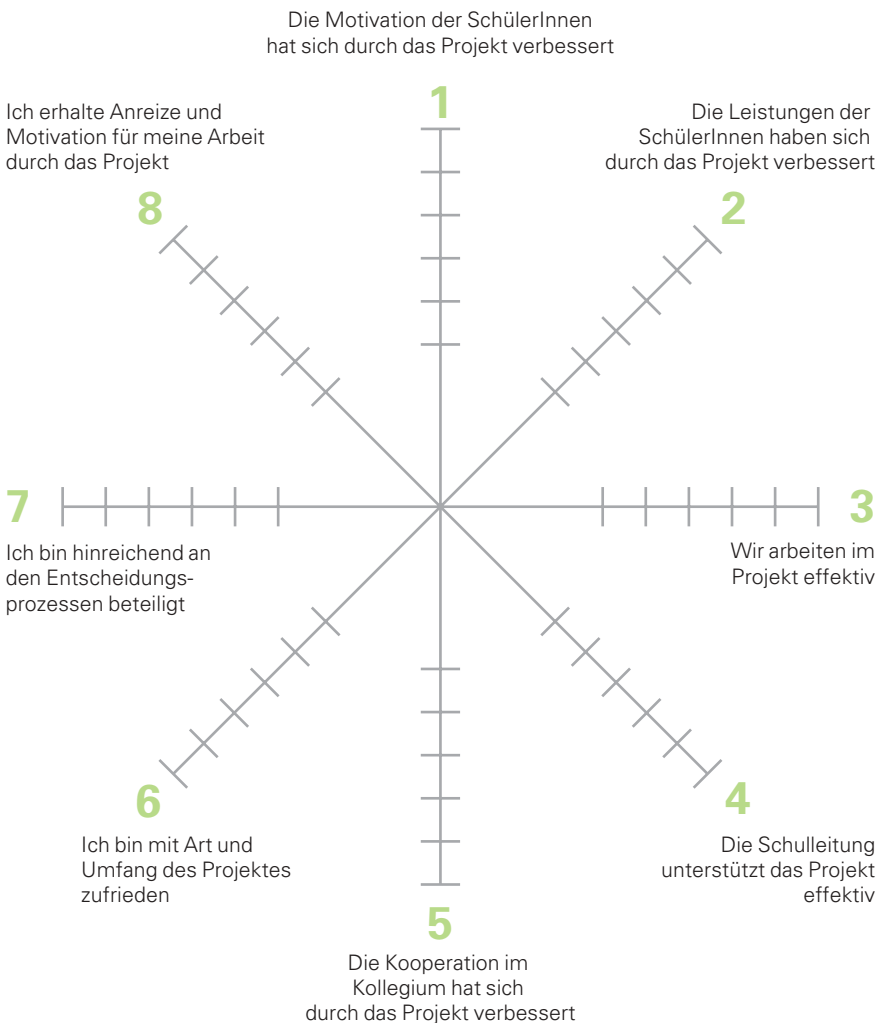 Die Motivation der SchülerInnen
hat sich durch das Projekt verbessert
1
Die Leistungen der
SchülerInnen haben sich
durch das Projekt verbessert
2
3
Wir arbeiten im
Projekt effektiv
4
Die Schulleitung
unterstützt das Projekt
effektiv
5
Die Kooperation im
Kollegium hat sich
durch das Projekt verbessert
6
Ich bin mit Art und
Umfang des Projektes
zufrieden
7
Ich bin hinreichend an
den Entscheidungs-
prozessen beteiligt
Ich erhalte Anreize und
Motivation für meine Arbeit
durch das Projekt
8